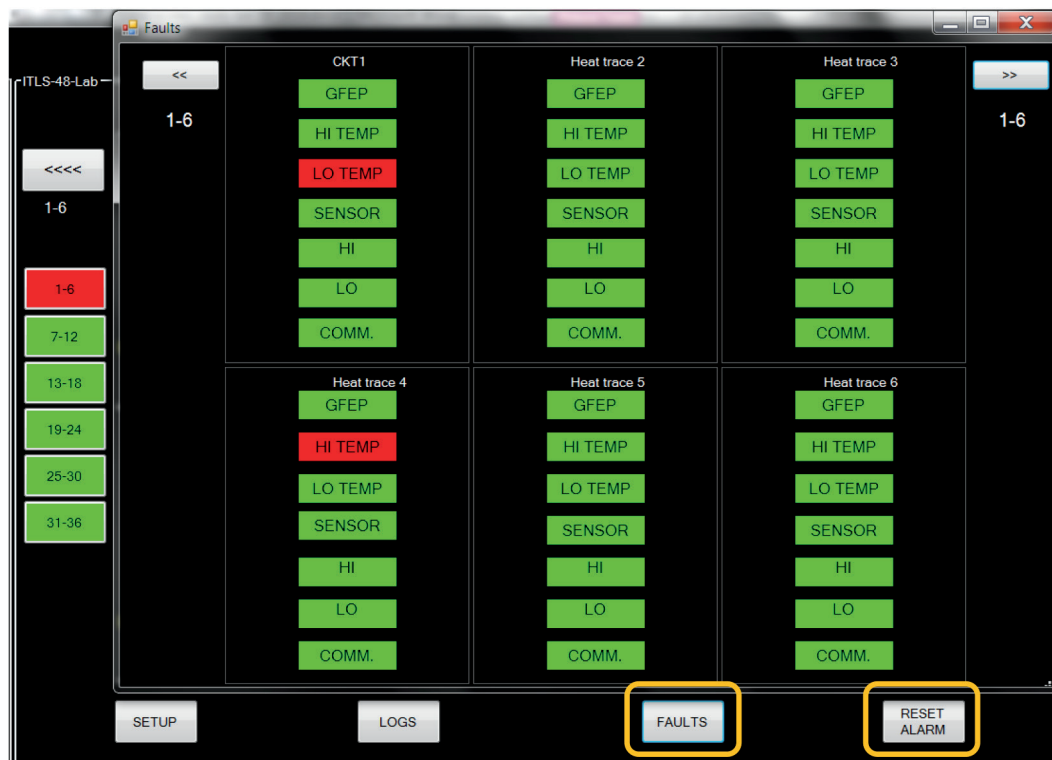 Faults
ITLS-48-Lab
<<<<
1-6
1-6
7-12
13-18
19-24
25-30
31-36
<<
1-6
CKT1
GFEP
HI TEMP
LO TEMP
SENSOR
HI
LO
COMM.
Heat trace 2
GFEP
HI TEMP
LO TEMP
SENSOR
HI
LO
COMM.
Heat trace 3
GFEP
HI TEMP
LO TEMP
SENSOR
HI
LO
COMM.
>>
1-6
Heat trace 4
GFEP
HI TEMP
LO TEMP
SENSOR
HI
LO
COMM.
Heat trace 5
GFEP
HI TEMP
LO TEMP
SENSOR
HI
LO
COMM.
Heat trace 6
GFEP
HI TEMP
LO TEMP
SENSOR
HI
LO
COMM.
SETUP
LOGS
FAULTS
RESET
ALARM